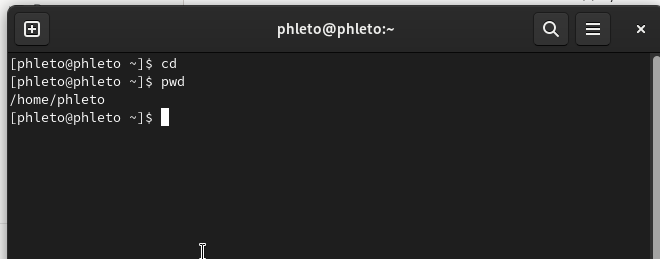 phleto@phleto:~
[phleto@phleto ~]$ cd
[phleto@phleto ~]$ pwd
/home/phleto
[phleto@phleto ~]$